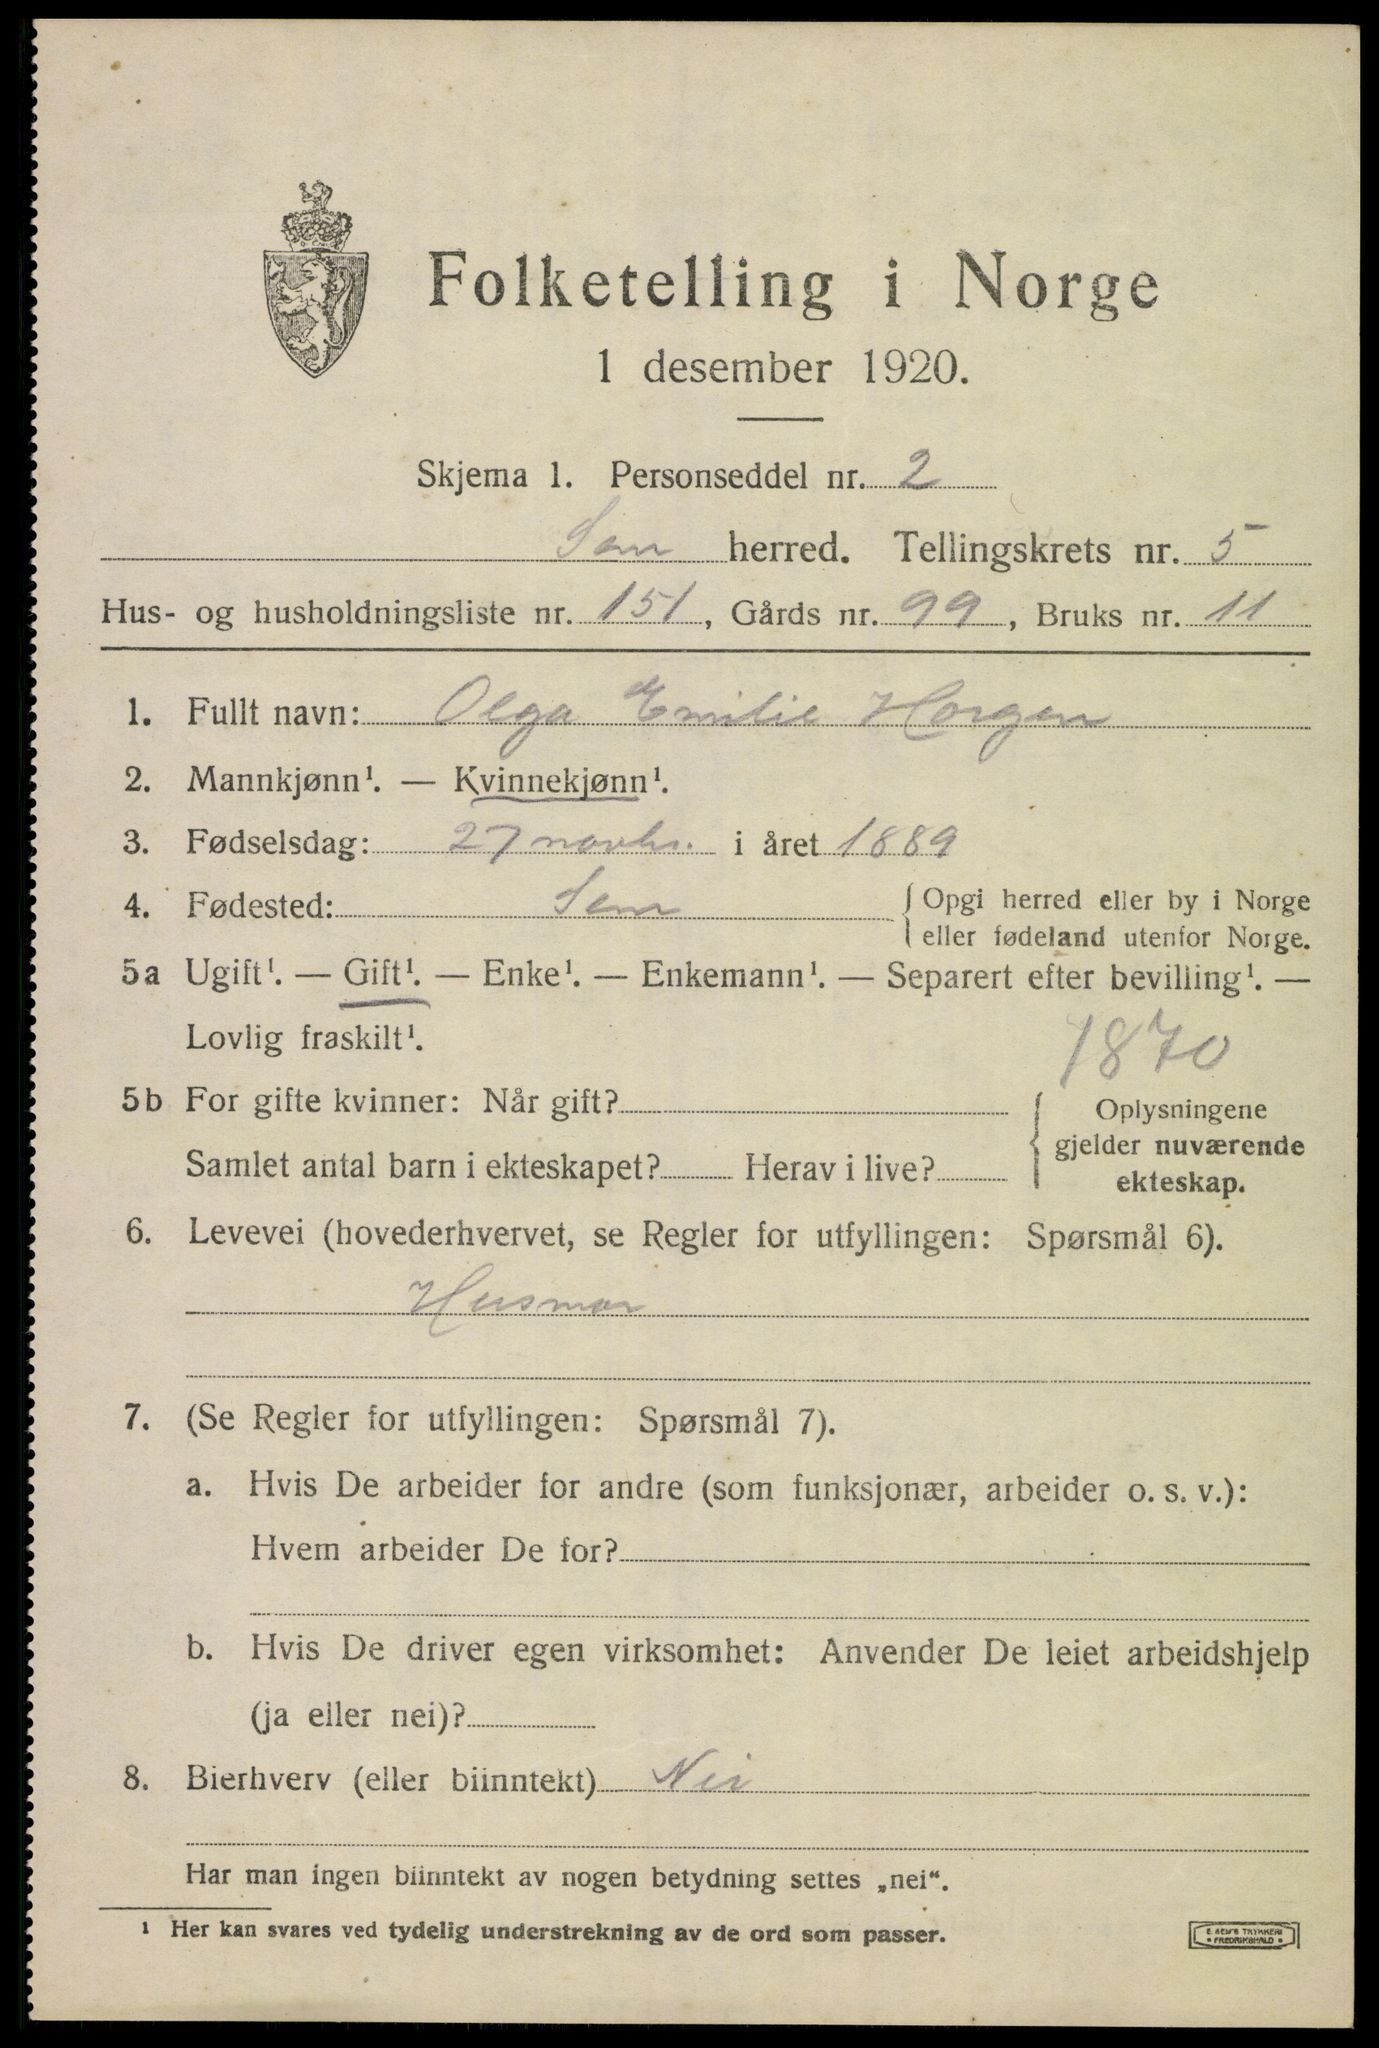 Folketelling i Norge
1 desember 1920.
Skjema 1. Personseddel nr. 2
Sem herred. Tellingskrets nr. 5
Hus- og husholdningsliste nr. 151, Gårds nr. 99, Bruks nr. 11
1. Fullt navn: Olga Emilie Horgen
2. Mannkjønn¹. — Kvinnekjønn¹.
3. Fødselsdag: 27 novbr. i året 1889
4. Fødested: Sem { Opgi herred eller by i Norge
eller fødeland utenfor Norge.
5a Ugift¹. — Gift¹. — Enke¹. — Enkemann¹. — Separert efter bevilling¹. —
Lovlig fraskilt¹.
1870
5b For gifte kvinner: Når gift?
Samlet antal barn i ekteskapet? Herav i live?
{ Oplysningene
gjelder nuværende
ekteskap.
6. Levevei (hovederhvervet, se Regler for utfyllingen: Spørsmål 6).
Husmor
7. (Se Regler for utfyllingen: Spørsmål 7).
a. Hvis De arbeider for andre (som funksjonær, arbeider o. s. v.):
Hvem arbeider De for?
b. Hvis De driver egen virksomhet: Anvender De leiet arbeidshjelp
(ja eller nei)?
8. Bierhverv (eller biinntekt) Nei
Har man ingen biinntekt av nogen betydning settes „nei“.
¹ Her kan svares ved tydelig understrekning av de ord som passer.
E. SEM'S TRYKKERI
• FREDRIKSHALD •